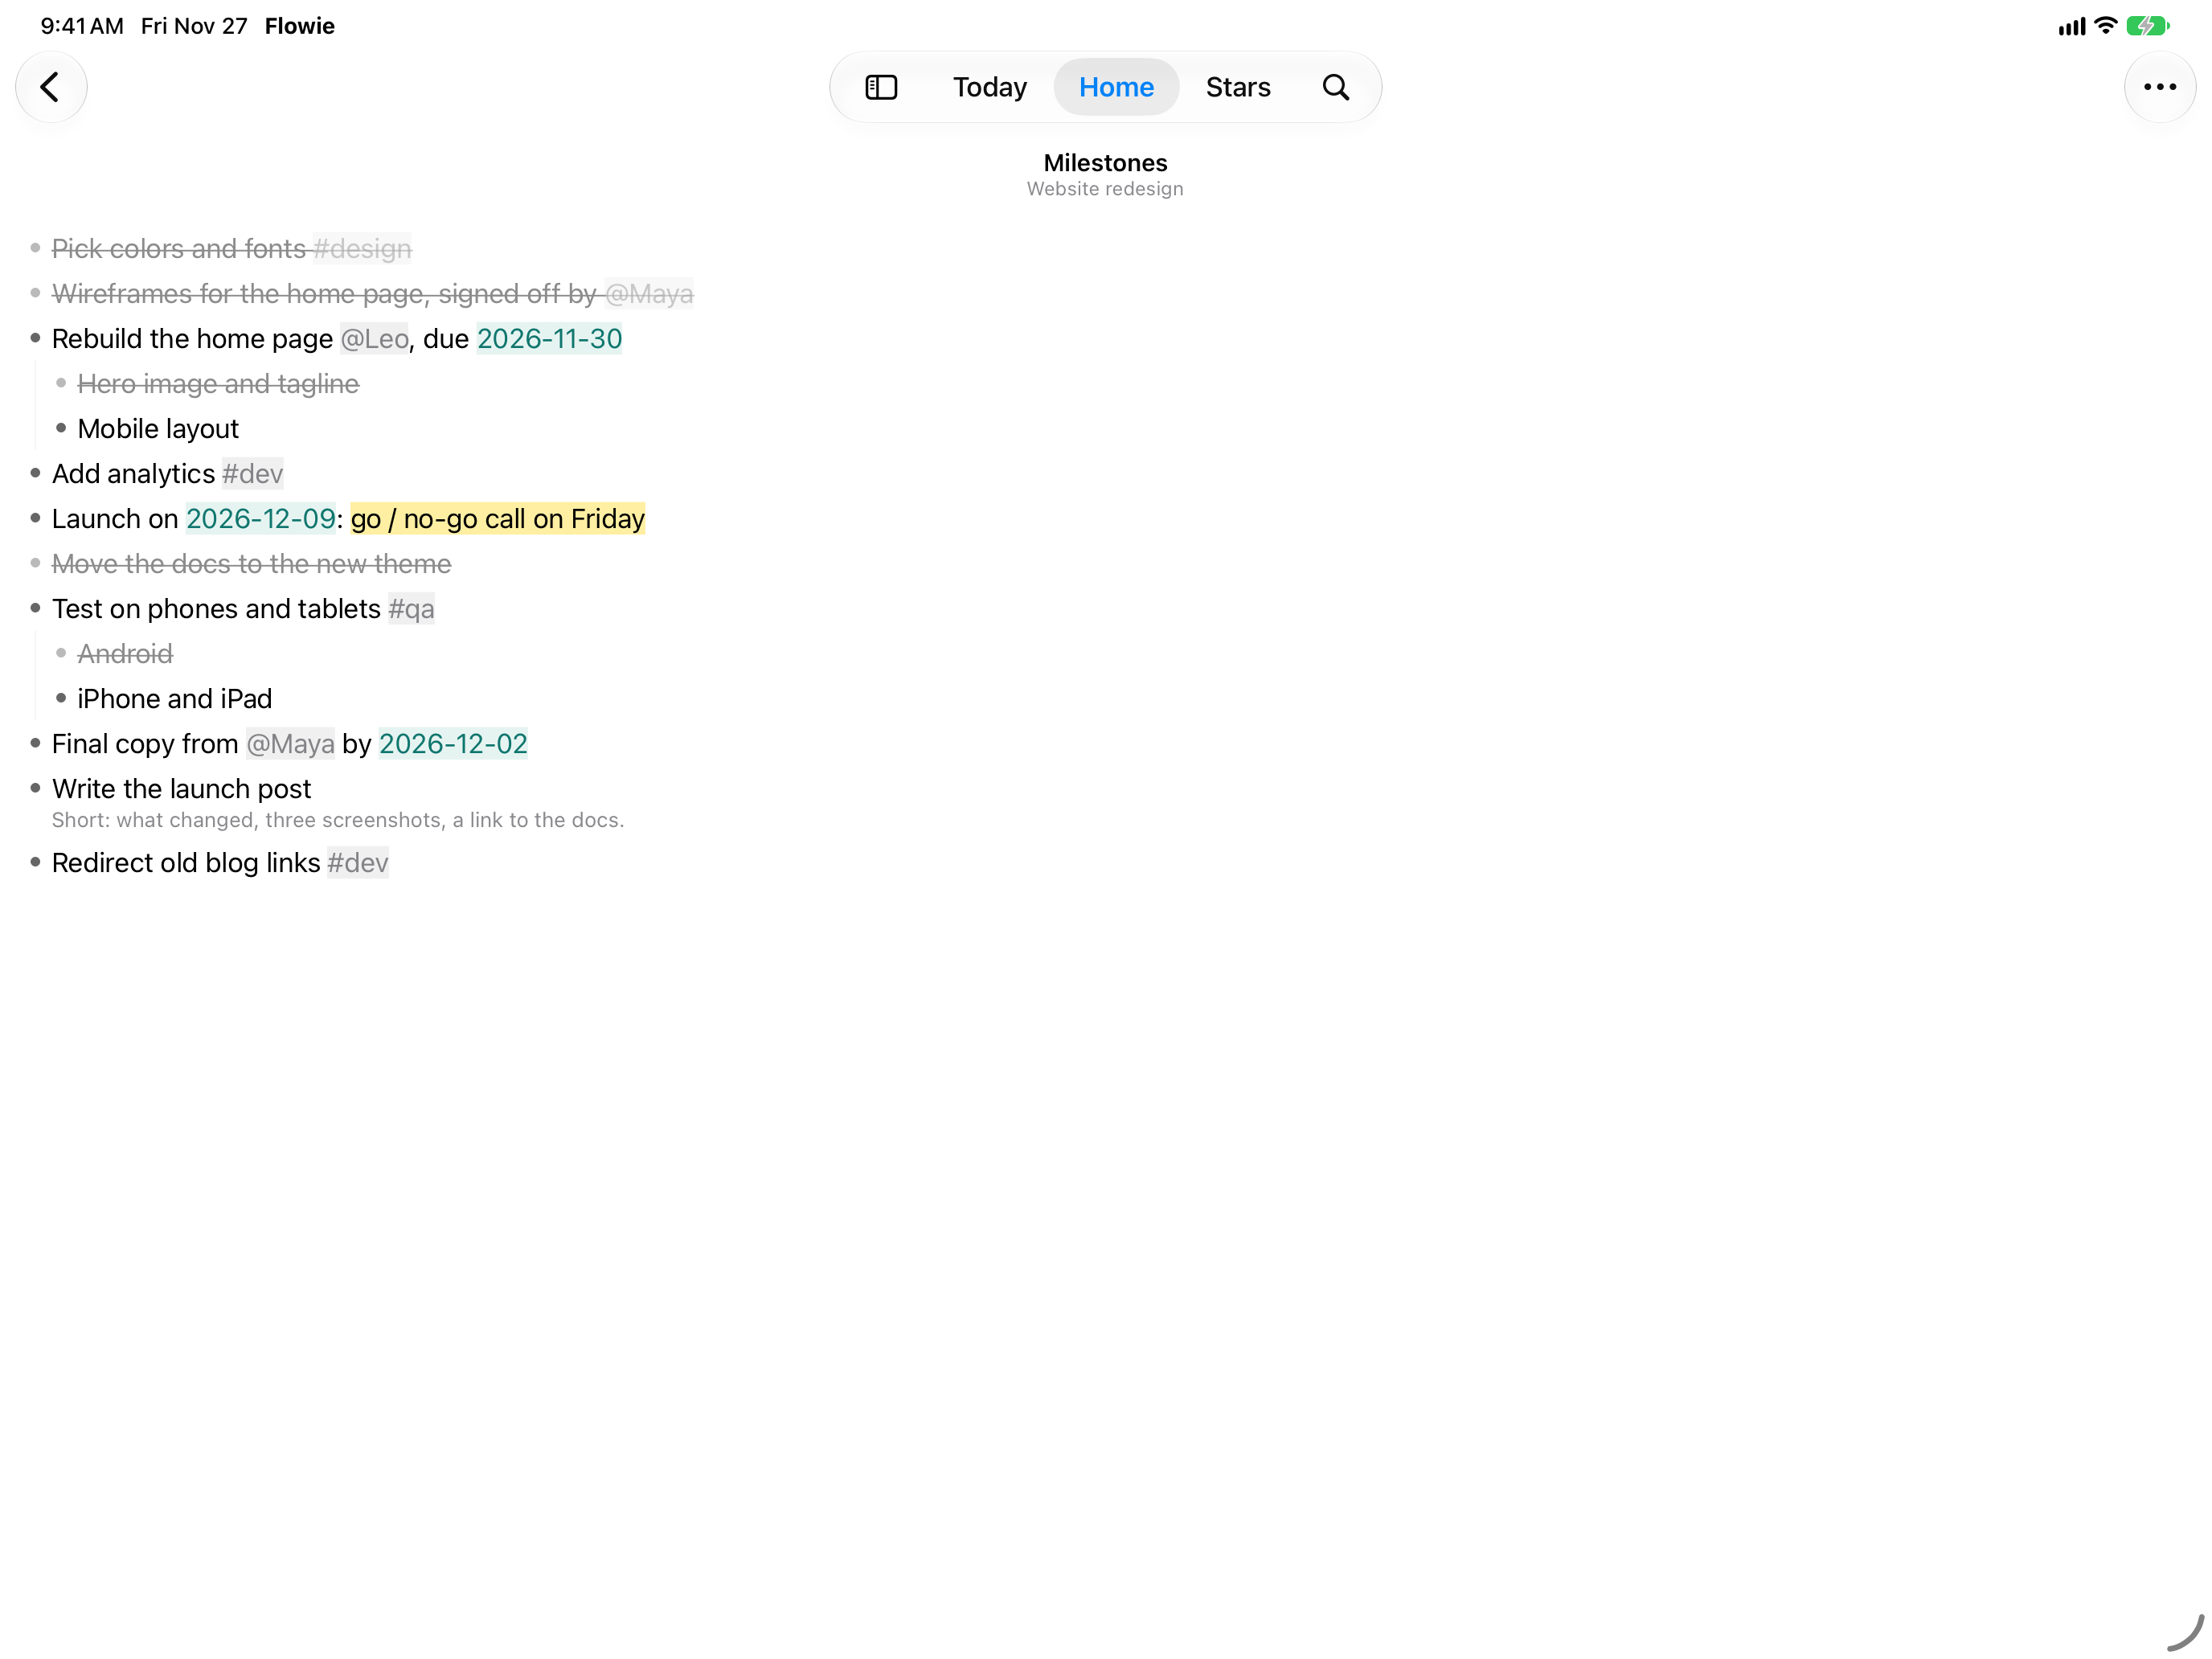 9:41 AM Fri Nov 27 Flowie
Today Home Stars
Milestones
Website redesign
Pick colors and fonts #design
Wireframes for the home page, signed off by @Maya
Rebuild the home page @Leo, due 2026-11-30
Hero image and tagline
Mobile layout
Add analytics #dev
Launch on 2026-12-09: go / no-go call on Friday
Move the docs to the new theme
Test on phones and tablets #qa
Android
iPhone and iPad
Final copy from @Maya by 2026-12-02
Write the launch post
Short: what changed, three screenshots, a link to the docs.
Redirect old blog links #dev